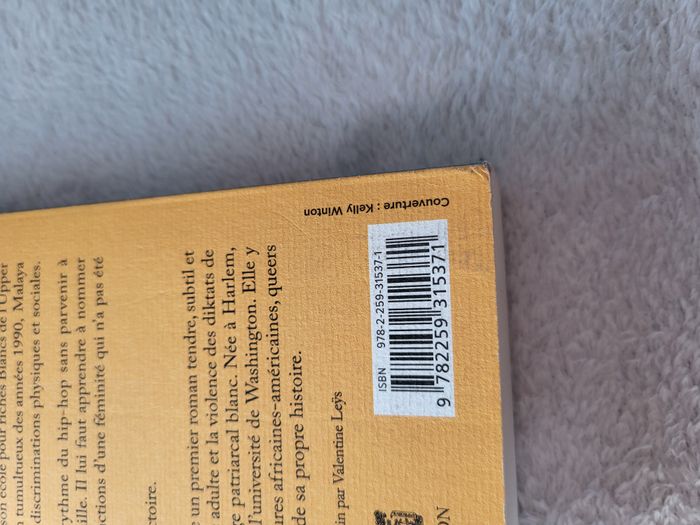 son école pour riches Blancs de l'Upper
tumultueux des années 1990, Malaya
discriminations physiques et sociales.
rythme du hip-hop sans parvenir à
ille. Il lui faut apprendre à nommer
ctions d'une féminité qui n'a pas été
stoire.
e un premier roman tendre, subtil et
adulte et la violence des diktats de
re patriarcal blanc. Née à Harlem,
l'université de Washington. Elle y
ures africaines-américaines, queers
de sa propre histoire.
in par Valentine Leÿs
ON
Couverture : Kelly Winton
ISBN 978-2-259-31537-1
9 782259 315371